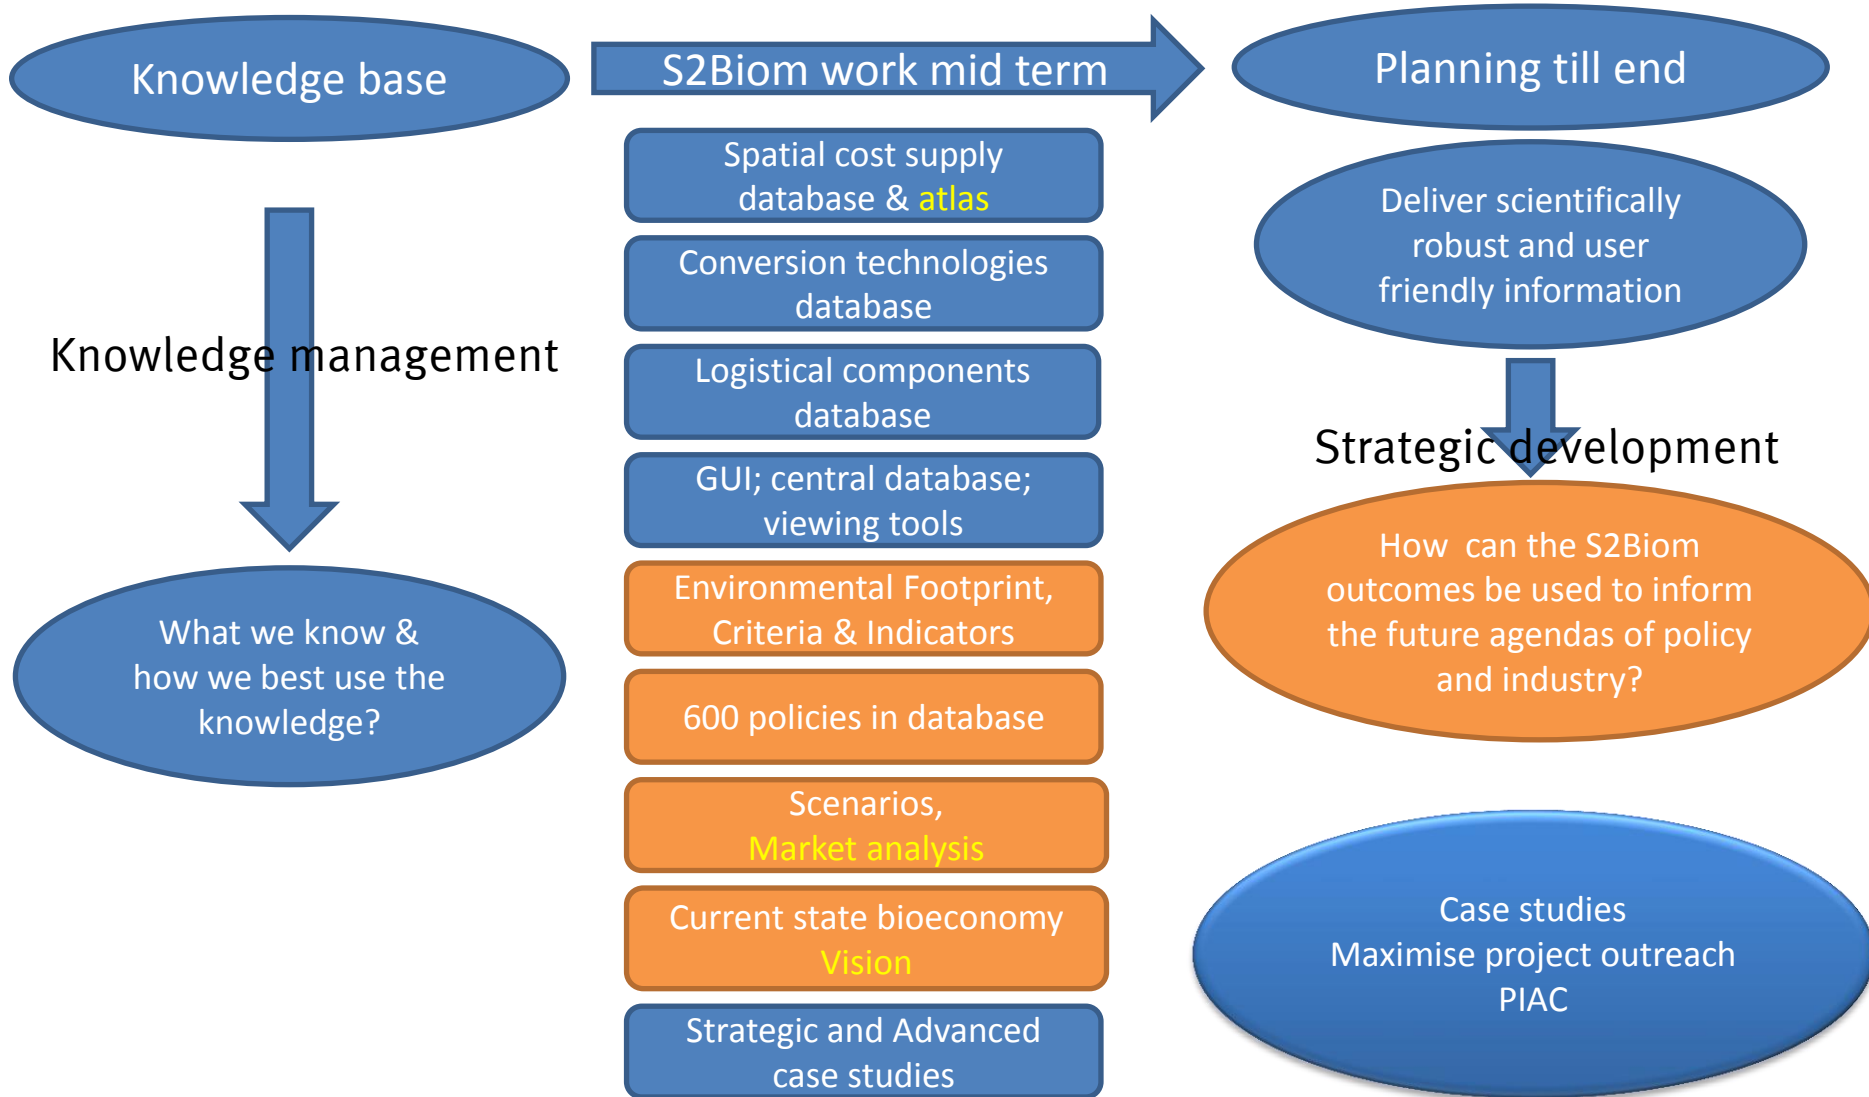 Knowledge base
S2Biom work mid term
Planning till end
Knowledge management
What we know &
how we best use the
knowledge?
Spatial cost supply
database & atlas
Conversion technologies
database
Logistical components
database
GUI; central database;
viewing tools
Environmental Footprint,
Criteria & Indicators
600 policies in database
Scenarios,
Market analysis
Current state bioeconomy
Vision
Strategic and Advanced
case studies
Deliver scientifically
robust and user
friendly information
Strategic development
How can the S2Biom
outcomes be used to inform
the future agendas of policy
and industry?
Case studies
Maximise project outreach
PIAC